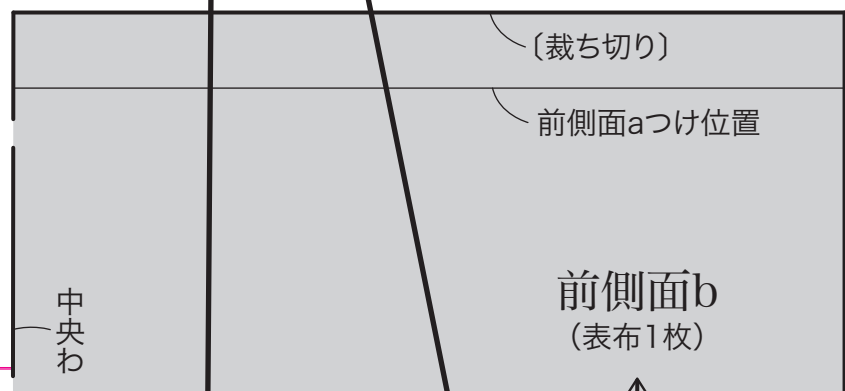 〔裁ち切り〕
前側面aつけ位置
前側面b
（表布1枚）
中央わ